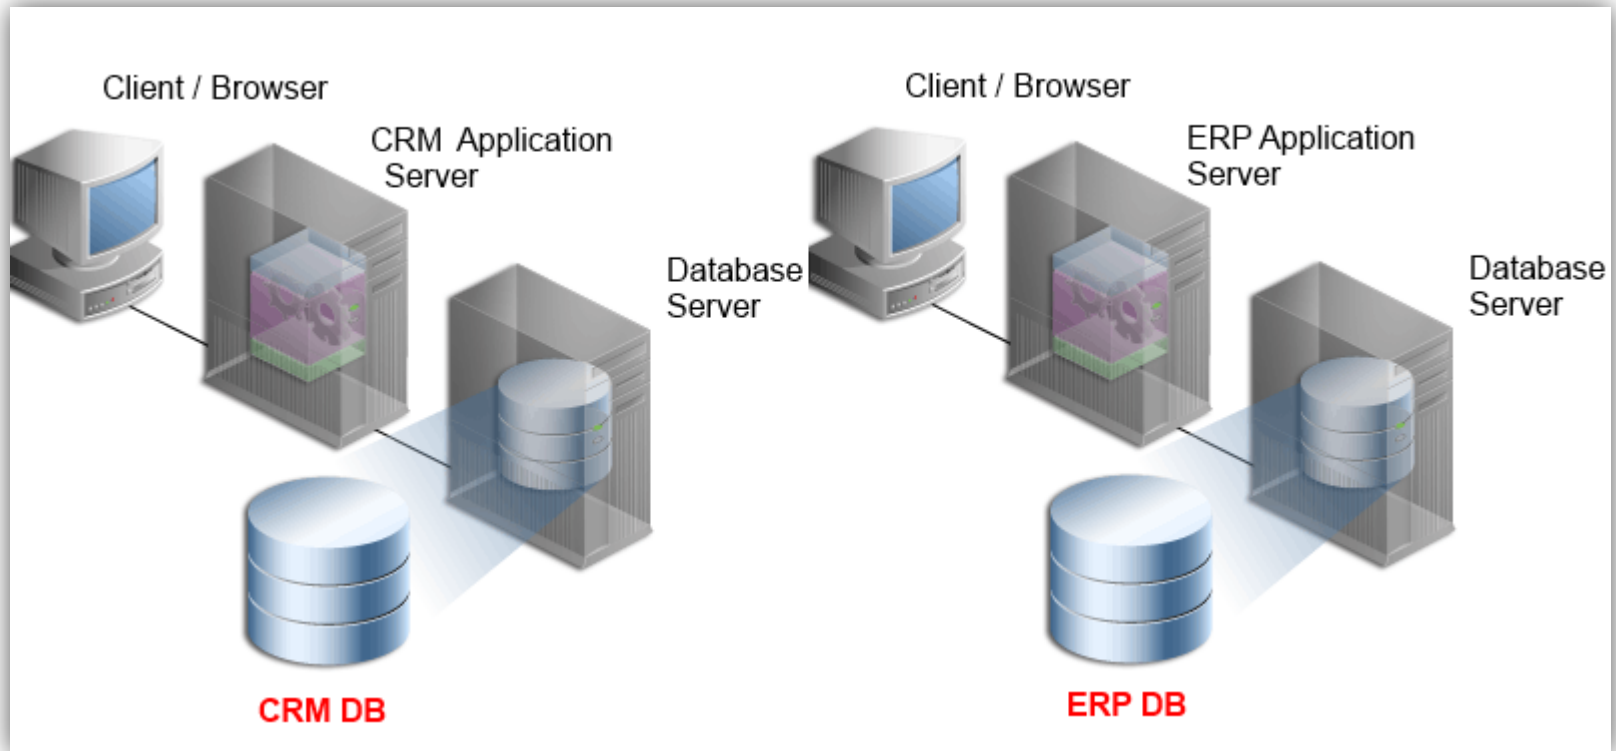 Client / Browser
CRM Application
Server
Database
Server
CRM DB
Client / Browser
ERP Application
Server
Database
Server
ERP DB